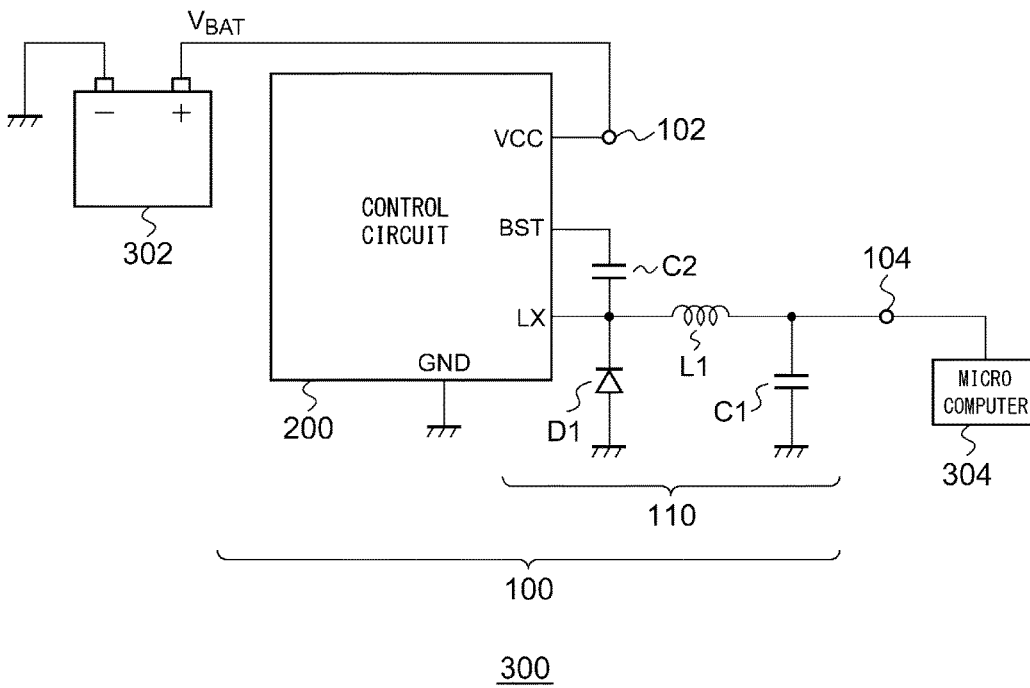 VBAT
− +
302
CONTROL
CIRCUIT
VCC
102
BST
C2
LX
104
L1
GND
200
D1
C1
MICRO
COMPUTER
304
110
100
300